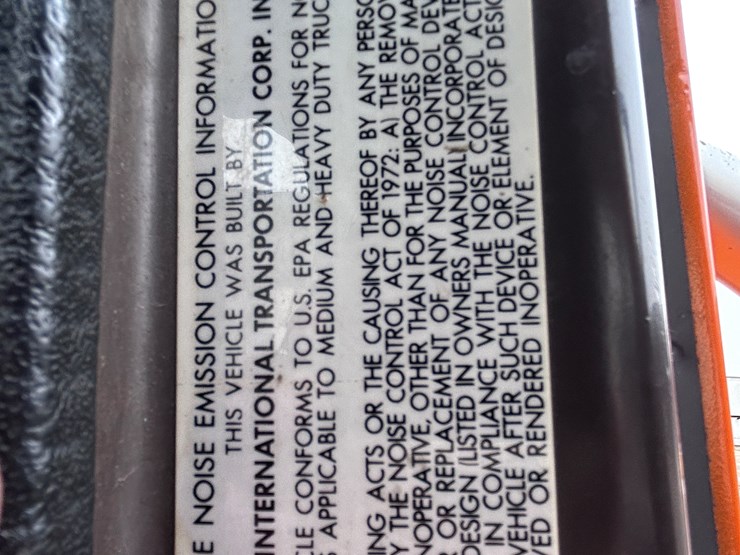 E NOISE EMISSION CONTROL INFORMATIO
THIS VEHICLE WAS BUILT BY
INTERNATIONAL TRANSPORTATION CORP. IN
CLE CONFORMS TO U.S. EPA REGULATIONS FOR N
S APPLICABLE TO MEDIUM AND HEAVY DUTY TRUC
ING ACTS OR THE CAUSING THEREOF BY ANY PERSO
Y THE NOISE CONTROL ACT OF 1972: A) THE REMOV
NOPERATIVE, OTHER THAN FOR THE PURPOSES OF MA
OR REPLACEMENT OF ANY NOISE CONTROL DEV
DESIGN (LISTED IN OWNERS MANUAL) INCORPORATE
IN COMPLIANCE WITH THE NOISE CONTROL ACT
VEHICLE AFTER SUCH DEVICE OR ELEMENT OF DESIG
VED OR RENDERED INOPERATIVE.